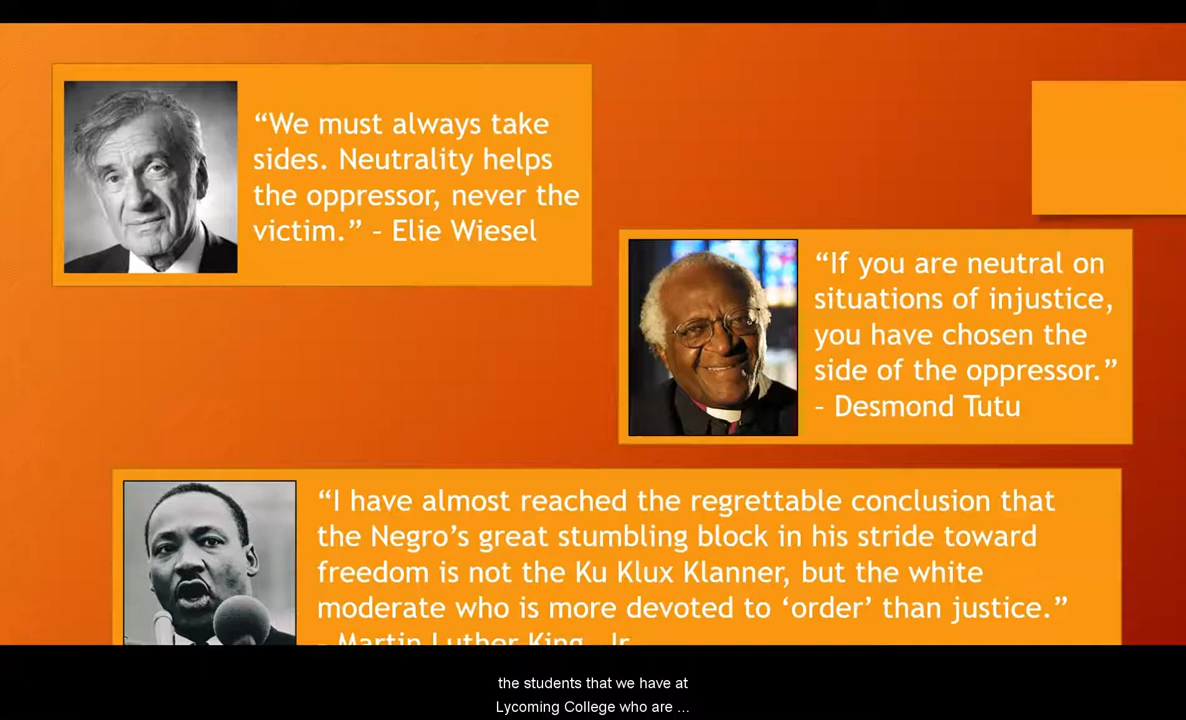 “We must always take
sides. Neutrality helps
the oppressor, never the
victim.” – Elie Wiesel
“If you are neutral on
situations of injustice,
you have chosen the
side of the oppressor.”
– Desmond Tutu
“I have almost reached the regrettable conclusion that
the Negro’s great stumbling block in his stride toward
freedom is not the Ku Klux Klanner, but the white
moderate who is more devoted to ‘order’ than justice.”
– Martin Luther King, Jr
the students that we have at
Lycoming College who are ...